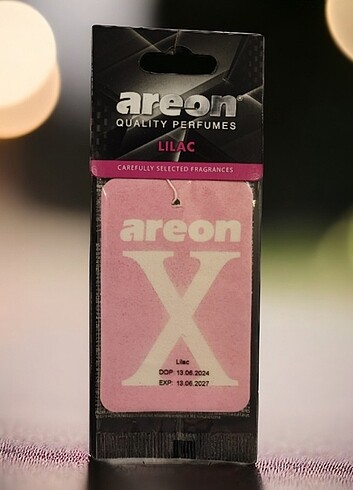 areon®
QUALITY PERFUMES
LILAC
CAREFULLY SELECTED FRAGRANCES
areon
X
Lilac
DOP: 13.06.2024
EXP: 13.06.2027